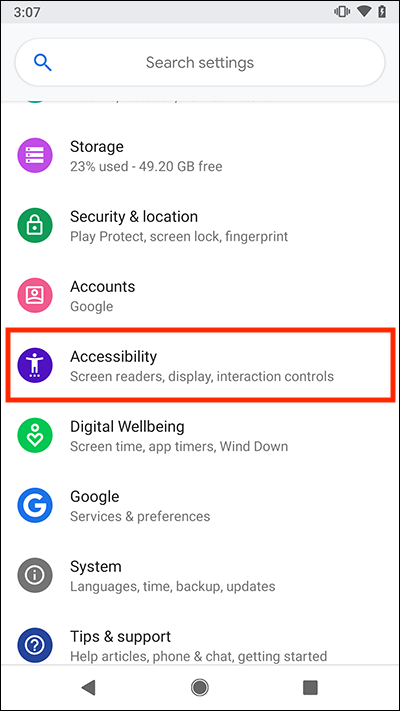 3:07
Search settings
Storage
23% used - 49.20 GB free
Security & location
Play Protect, screen lock, fingerprint
Accounts
Google
Accessibility
Screen readers, display, interaction controls
Digital Wellbeing
Screen time, app timers, Wind Down
Google
Services & preferences
System
Languages, time, backup, updates
Tips & support
Help articles, phone & chat, getting started